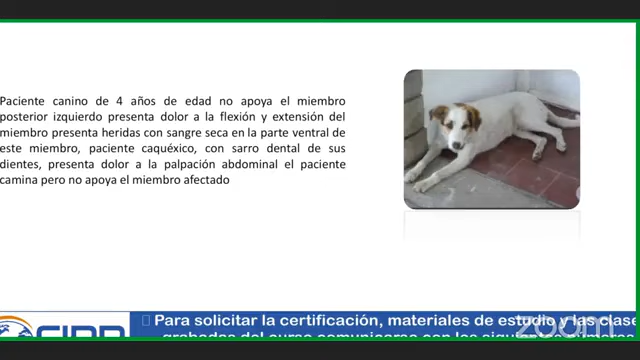 Paciente canino de 4 años de edad no apoya el miembro
posterior izquierdo presenta dolor a la flexión y extensión del
miembro presenta heridas con sangre seca en la parte ventral de
este miembro, paciente caquéxico, con sarro dental de sus
dientes, presenta dolor a la palpación abdominal el paciente
camina pero no apoya el miembro afectado
Para solicitar la certificación, materiales de estudio y las clase
zoom